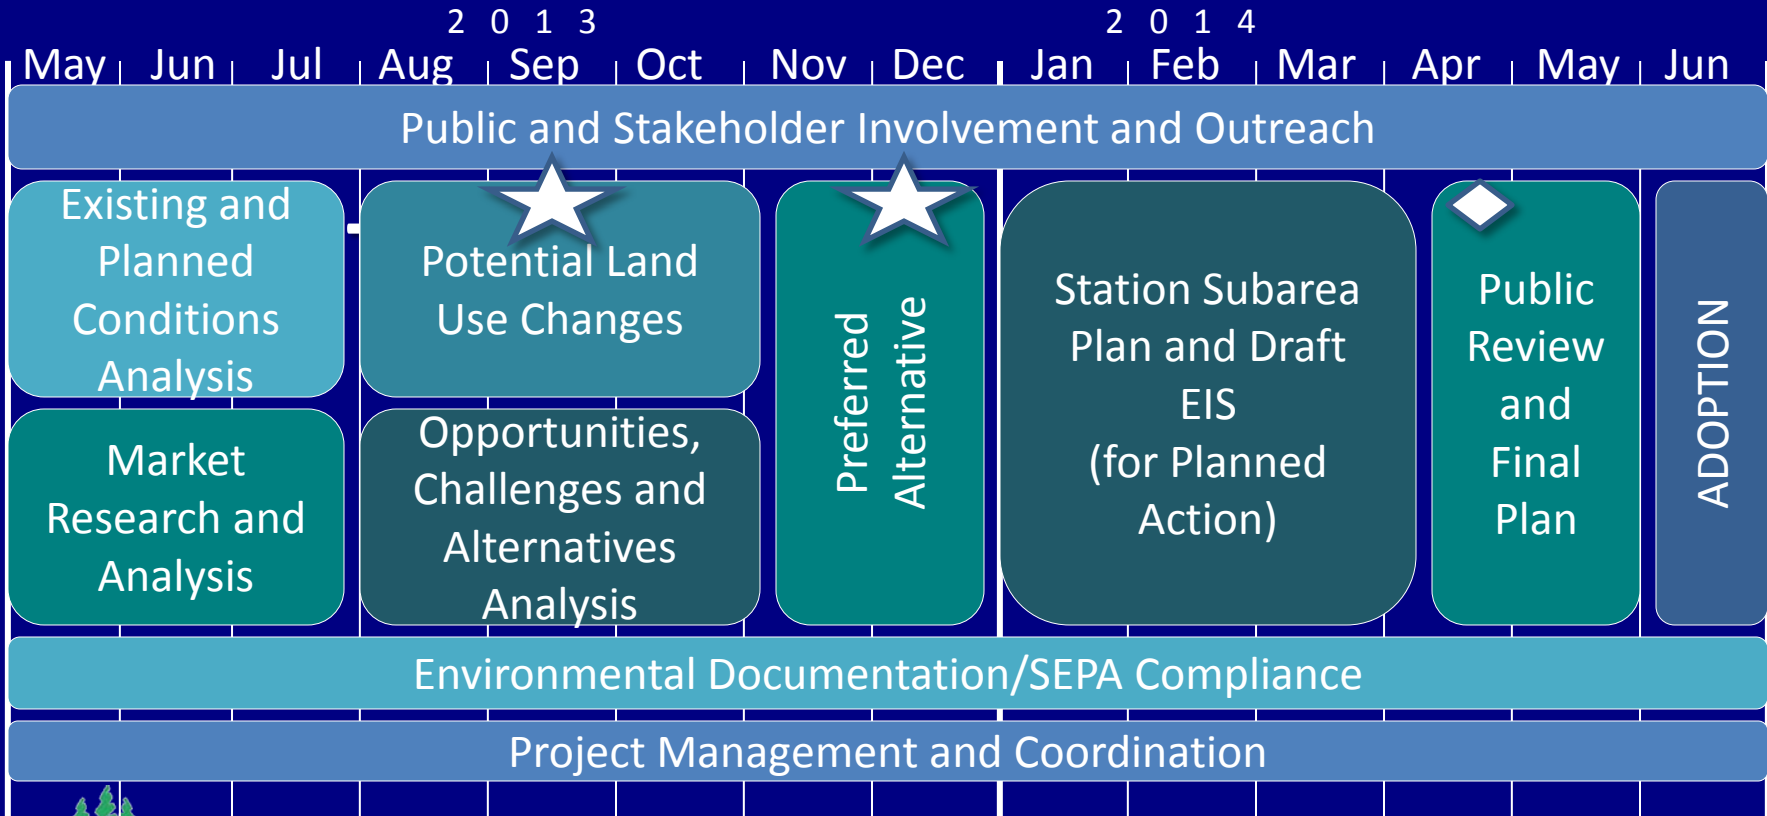 2 0 1 3
2 0 1 4
May Jun Jul Aug Sep Oct Nov Dec Jan Feb Mar Apr May Jun
Public and Stakeholder Involvement and Outreach
Existing and
Planned
Conditions
Analysis
Market
Research and
Analysis
Potential Land
Use Changes
Opportunities,
Challenges and
Alternatives
Analysis
Preferred
Alternative
Station Subarea
Plan and Draft
EIS
(for Planned
Action)
Public
Review
and
Final
Plan
ADOPTION
Environmental Documentation/SEPA Compliance
Project Management and Coordination